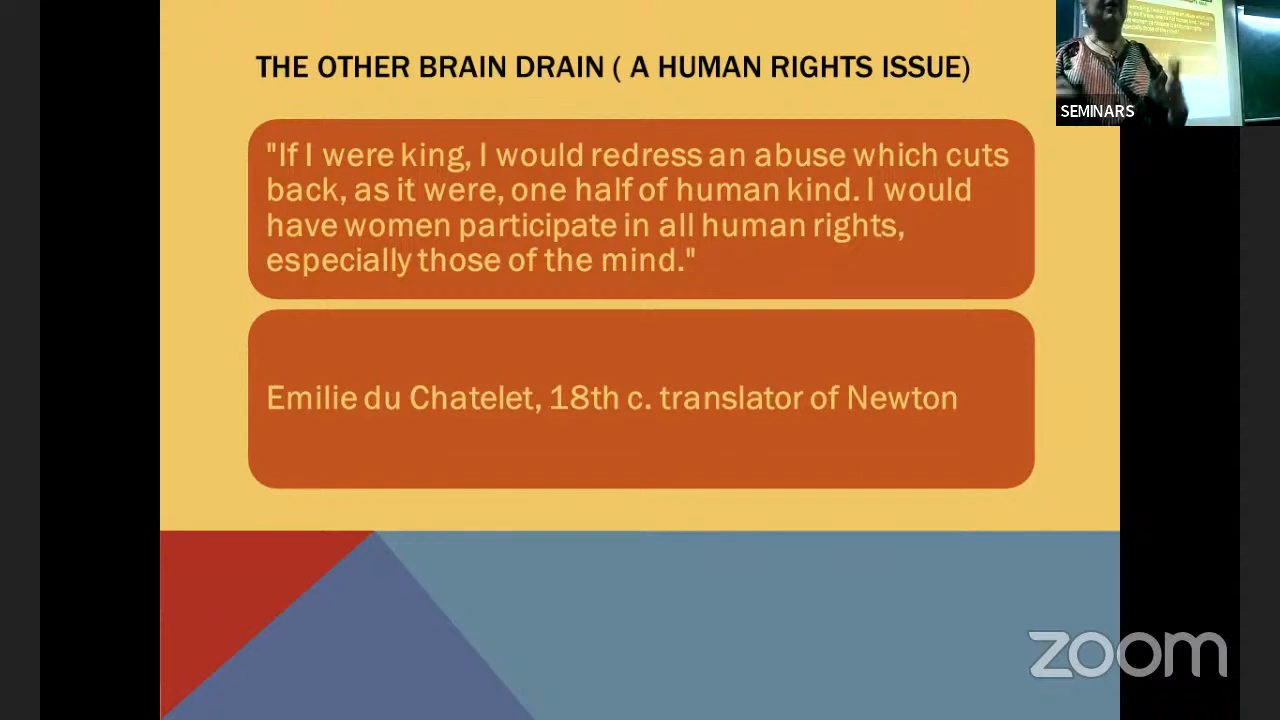 THE OTHER BRAIN DRAIN ( A HUMAN RIGHTS ISSUE)
"If I were king, I would redress an abuse which cuts
back, as it were, one half of human kind. I would
have women participate in all human rights,
especially those of the mind."
Emilie du Chatelet, 18th c. translator of Newton
SEMINARS
zoom